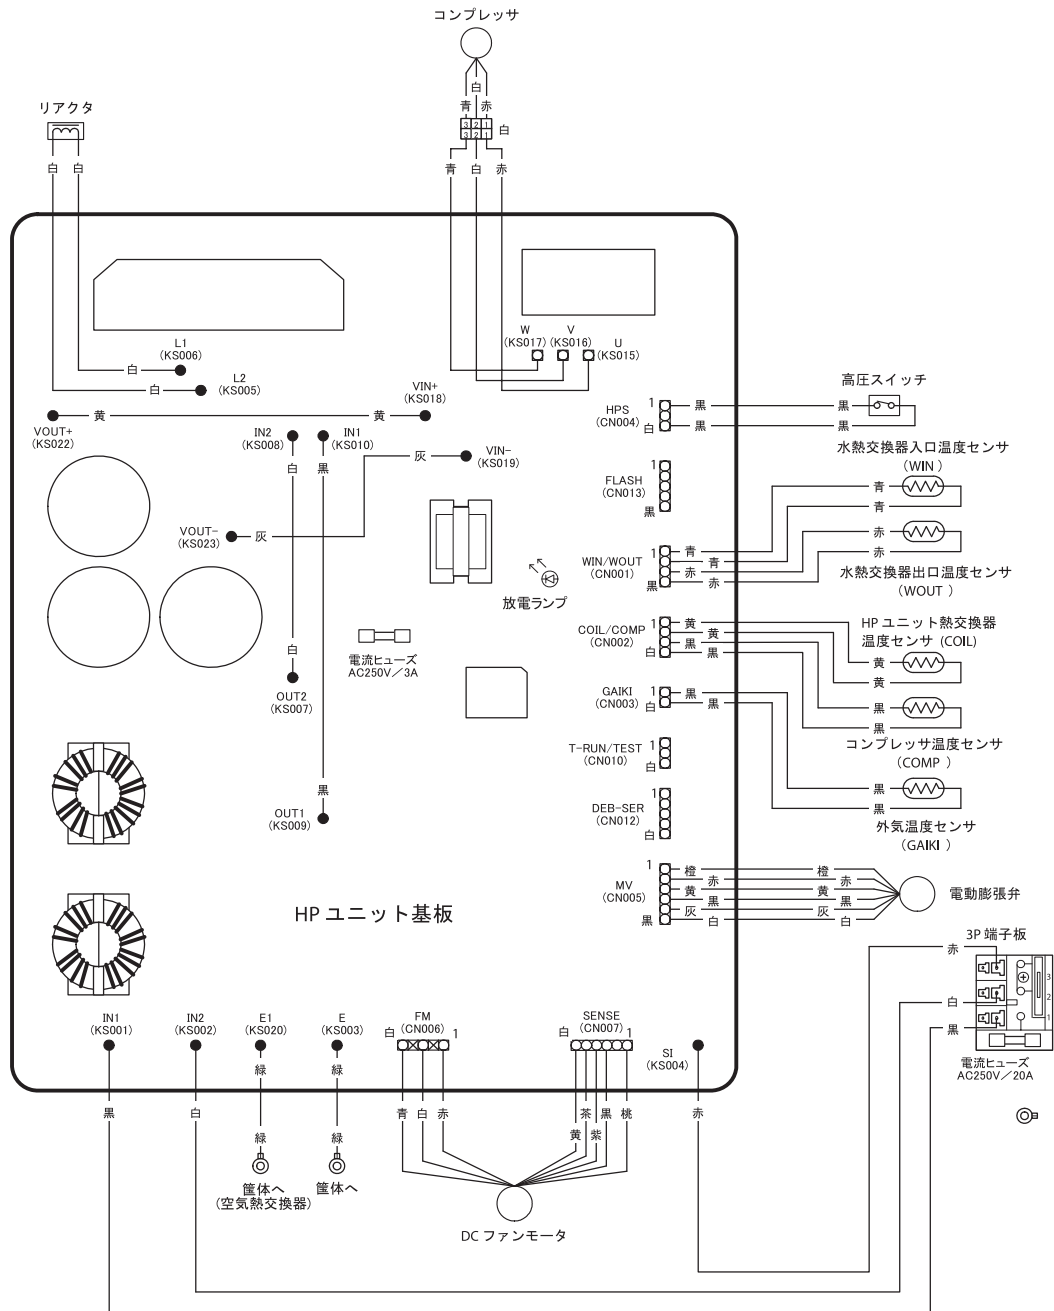 コンプレッサ
リアクタ
白
青 赤
3 2 1
3 2 1
白
白 白
青 白 赤
W
(KS017)
V
(KS016)
U
(KS015)
L1
(KS006)
白
L2
(KS005)
白
VIN+
(KS018)
黄 黄
VOUT+
(KS022)
IN2
(KS008)
IN1
(KS010)
白 黒
灰
VIN-
(KS019)
VOUT-
(KS023)
灰
放電ランプ
電流ヒューズ
AC250V/3A
白
OUT2
(KS007)
黒
OUT1
(KS009)
HP ユニット基板
高圧スイッチ
HPS
(CN004)
1
白
黒 黒
黒 黒
FLASH
(CN013)
1
黒
水熱交換器入口温度センサ
(WIN )
青
青
WIN/WOUT
(CN001)
1
黒
青
青
赤
赤
赤
赤
水熱交換器出口温度センサ
(WOUT )
COIL/COMP
(CN002)
1
白
黄
黄
黒
黒
HP ユニット熱交換器
温度センサ (COIL)
黄
黄
黒
黒
コンプレッサ温度センサ
(COMP )
GAIKI
(CN003)
1
白
黒
黒
黒
黒
外気温度センサ
(GAIKI )
T-RUN/TEST
(CN010)
1
白
DEB-SER
(CN012)
1
白
MV
(CN005)
1
黒
橙 橙
赤 赤
黄 黄
黒 黒
灰 灰
白 白
電動膨張弁
3P 端子板
赤
白
黒
3
2
1
電流ヒューズ
AC250V/20A
IN1
(KS001)
IN2
(KS002)
E1
(KS020)
E
(KS003)
FM
(CN006)
白 1
SENSE
(CN007)
白 1
SI
(KS004)
黒
白
緑
緑
緑
緑
青 白 赤
茶 黒 桃
黄 紫
赤
筐体へ
(空気熱交換器)
筐体へ
DC ファンモータ